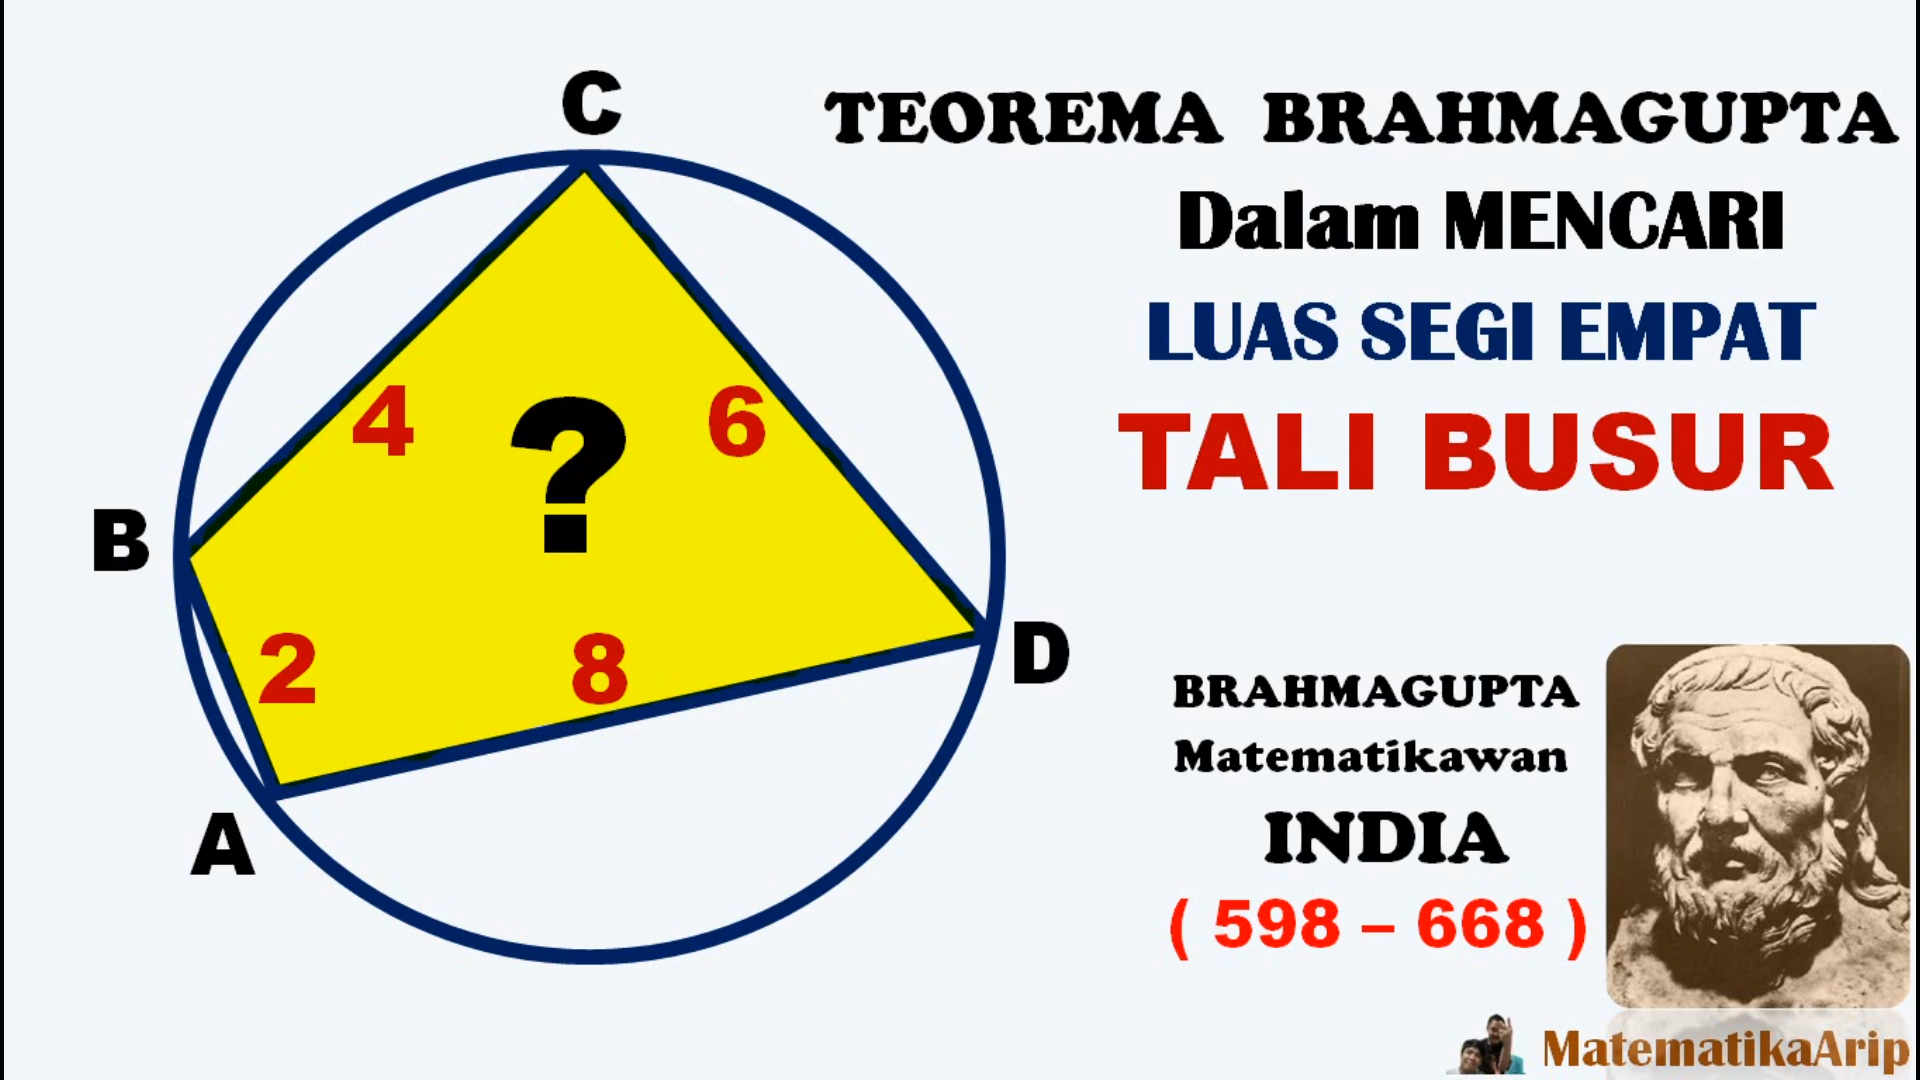 C
TEOREMA BRAHMAGUPTA
Dalam MENCARI
LUAS SEGI EMPAT
TALI BUSUR
4
?
6
B
2
8
D
A
BRAHMAGUPTA
Matematikawan
INDIA
( 598 – 668 )
MatematikaArip